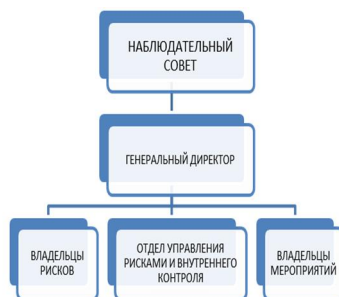 НАБЛЮДАТЕЛЬНЫЙ
СОВЕТ
ГЕНЕРАЛЬНЫЙ ДИРЕКТОР
ВЛАДЕЛЬЦЫ
РИСКОВ
ОТДЕЛ УПРАВЛЕНИЯ
РИСКАМИ И ВНУТРЕННЕГО
КОНТРОЛЯ
ВЛАДЕЛЬЦЫ
МЕРОПРИЯТИЙ